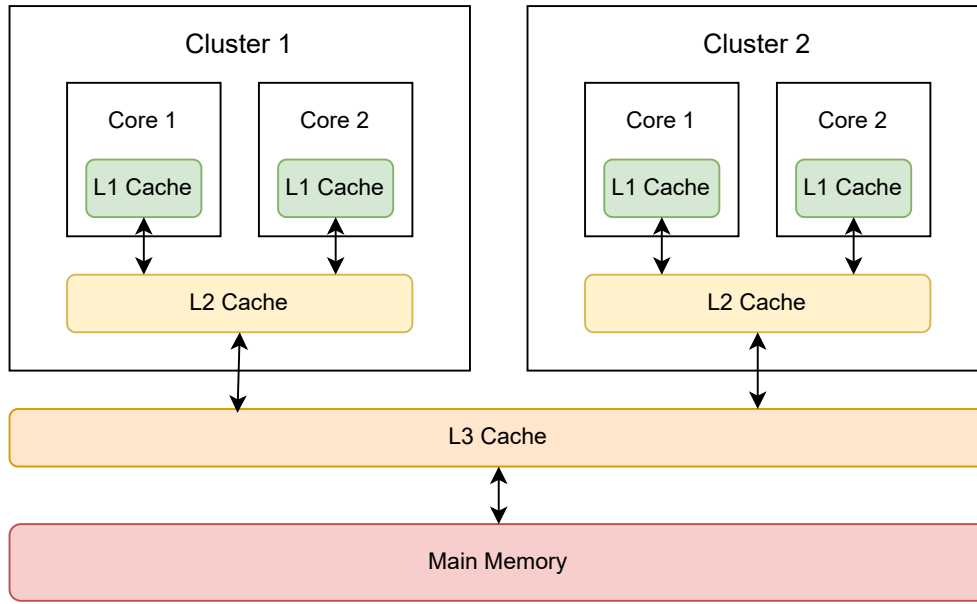 Cluster 1
Cluster 2
Core 1
Core 2
Core 1
Core 2
L1 Cache
L1 Cache
L1 Cache
L1 Cache
L2 Cache
L2 Cache
L3 Cache
Main Memory